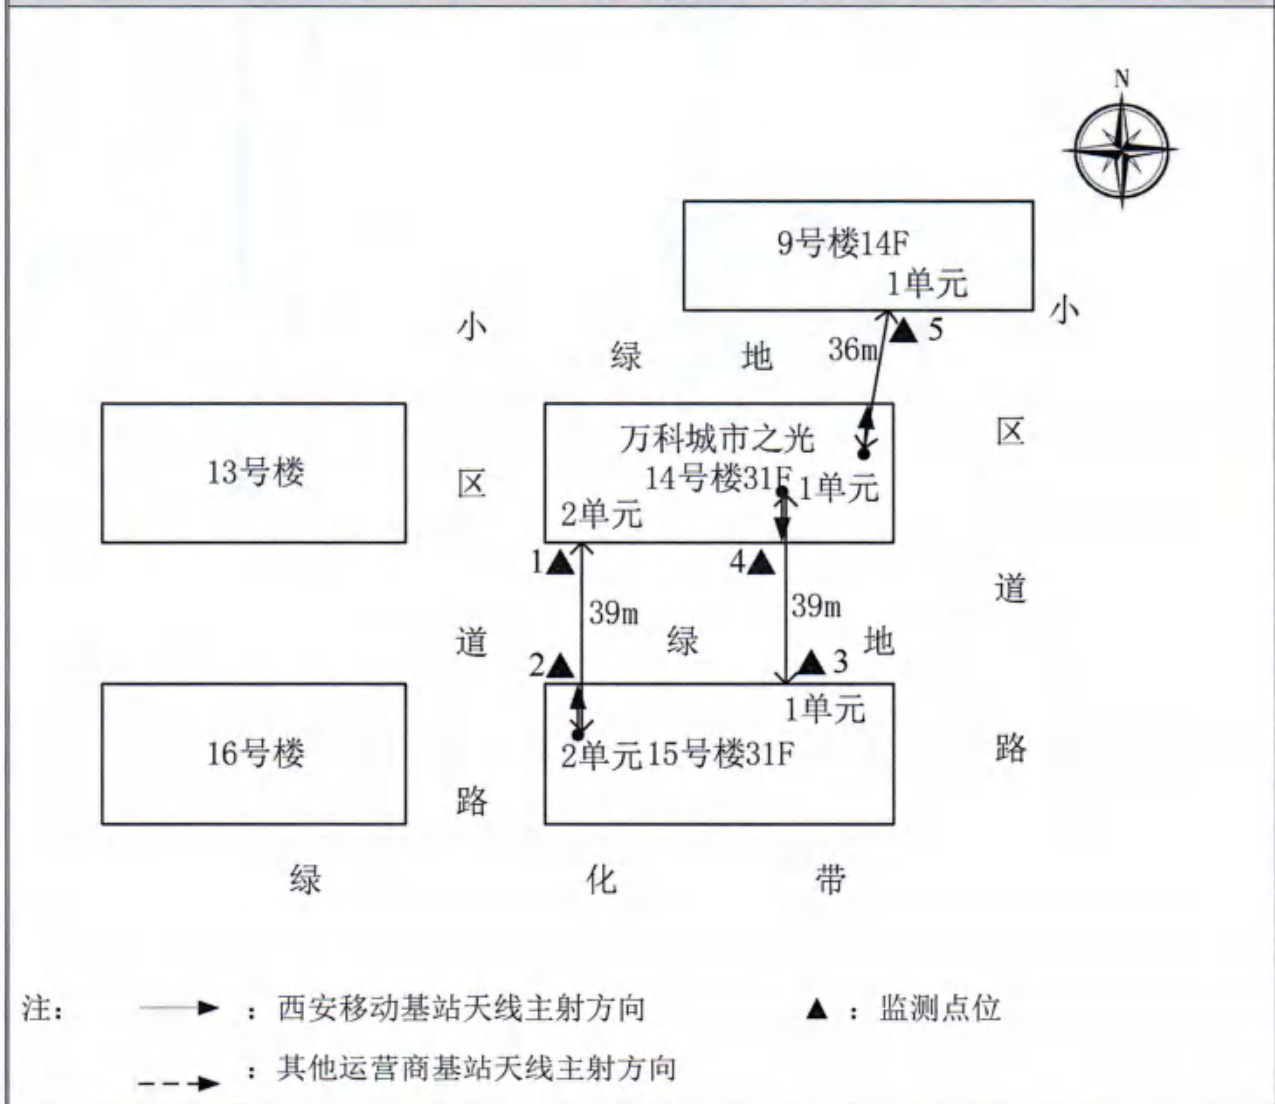 N
9号楼14F
1单元
小
小
5
36m
绿 地
万科城市之光
14号楼31F
1单元
2单元
13号楼
区
区
1
4
39m
39m
道
道
绿 地
2
3
1单元
2单元
15号楼31F
16号楼
路
路
绿 化 带
注：
：西安移动基站天线主射方向
：监测点位
：其他运营商基站天线主射方向